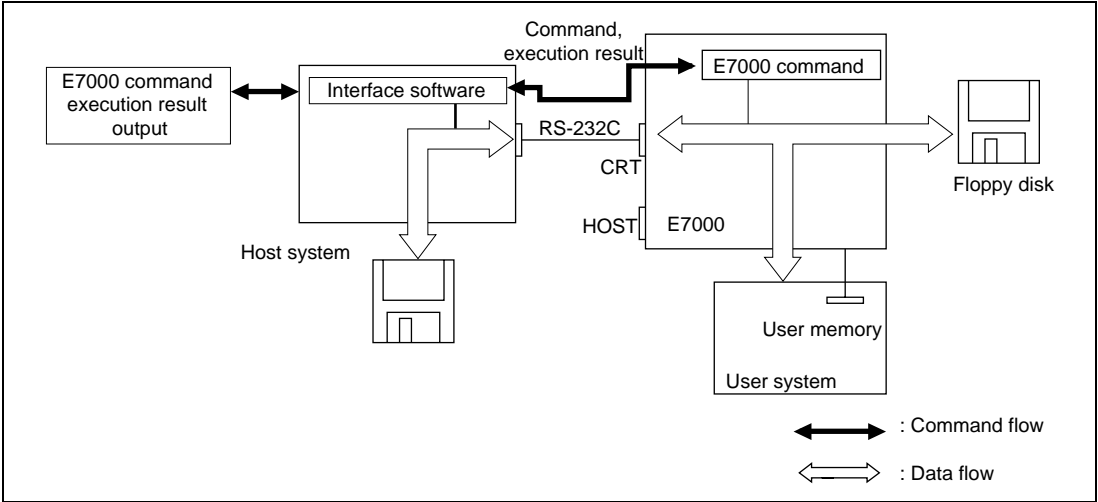 Command,
execution result
E7000 command
execution result
output
Interface software
E7000 command
RS-232C
CRT
Floppy disk
HOST
E7000
Host system
User memory
User system
: Command flow
: Data flow